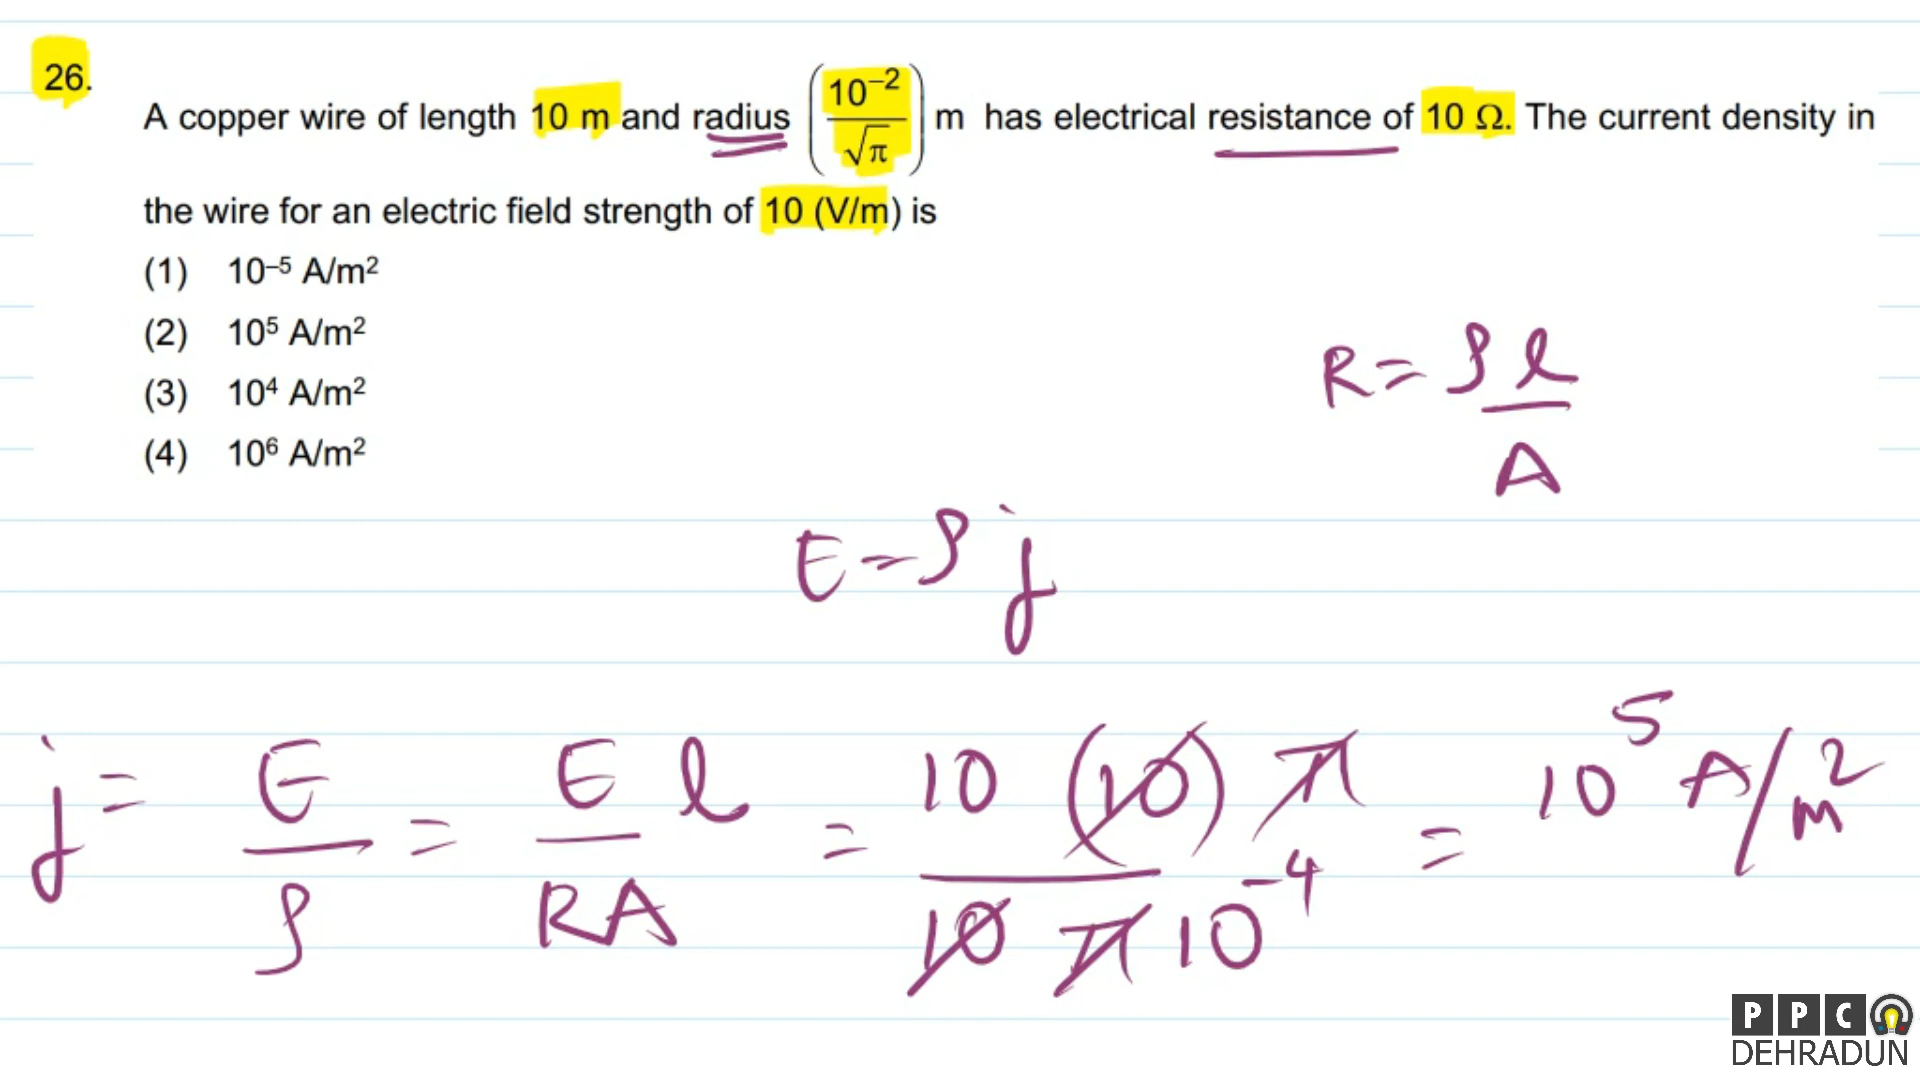 26.
A copper wire of length 10 m and radius (10⁻²/√π) m has electrical resistance of 10 Ω. The current density in
the wire for an electric field strength of 10 (V/m) is
(1) 10⁻⁵ A/m²
(2) 10⁵ A/m²
(3) 10⁴ A/m²
(4) 10⁶ A/m²
R = ρl/A
E = ρj
j = E/ρ = El/RA = 10 (10) π / 10 π 10⁻⁴ = 10⁵ A/m²
PPC
DEHRADUN